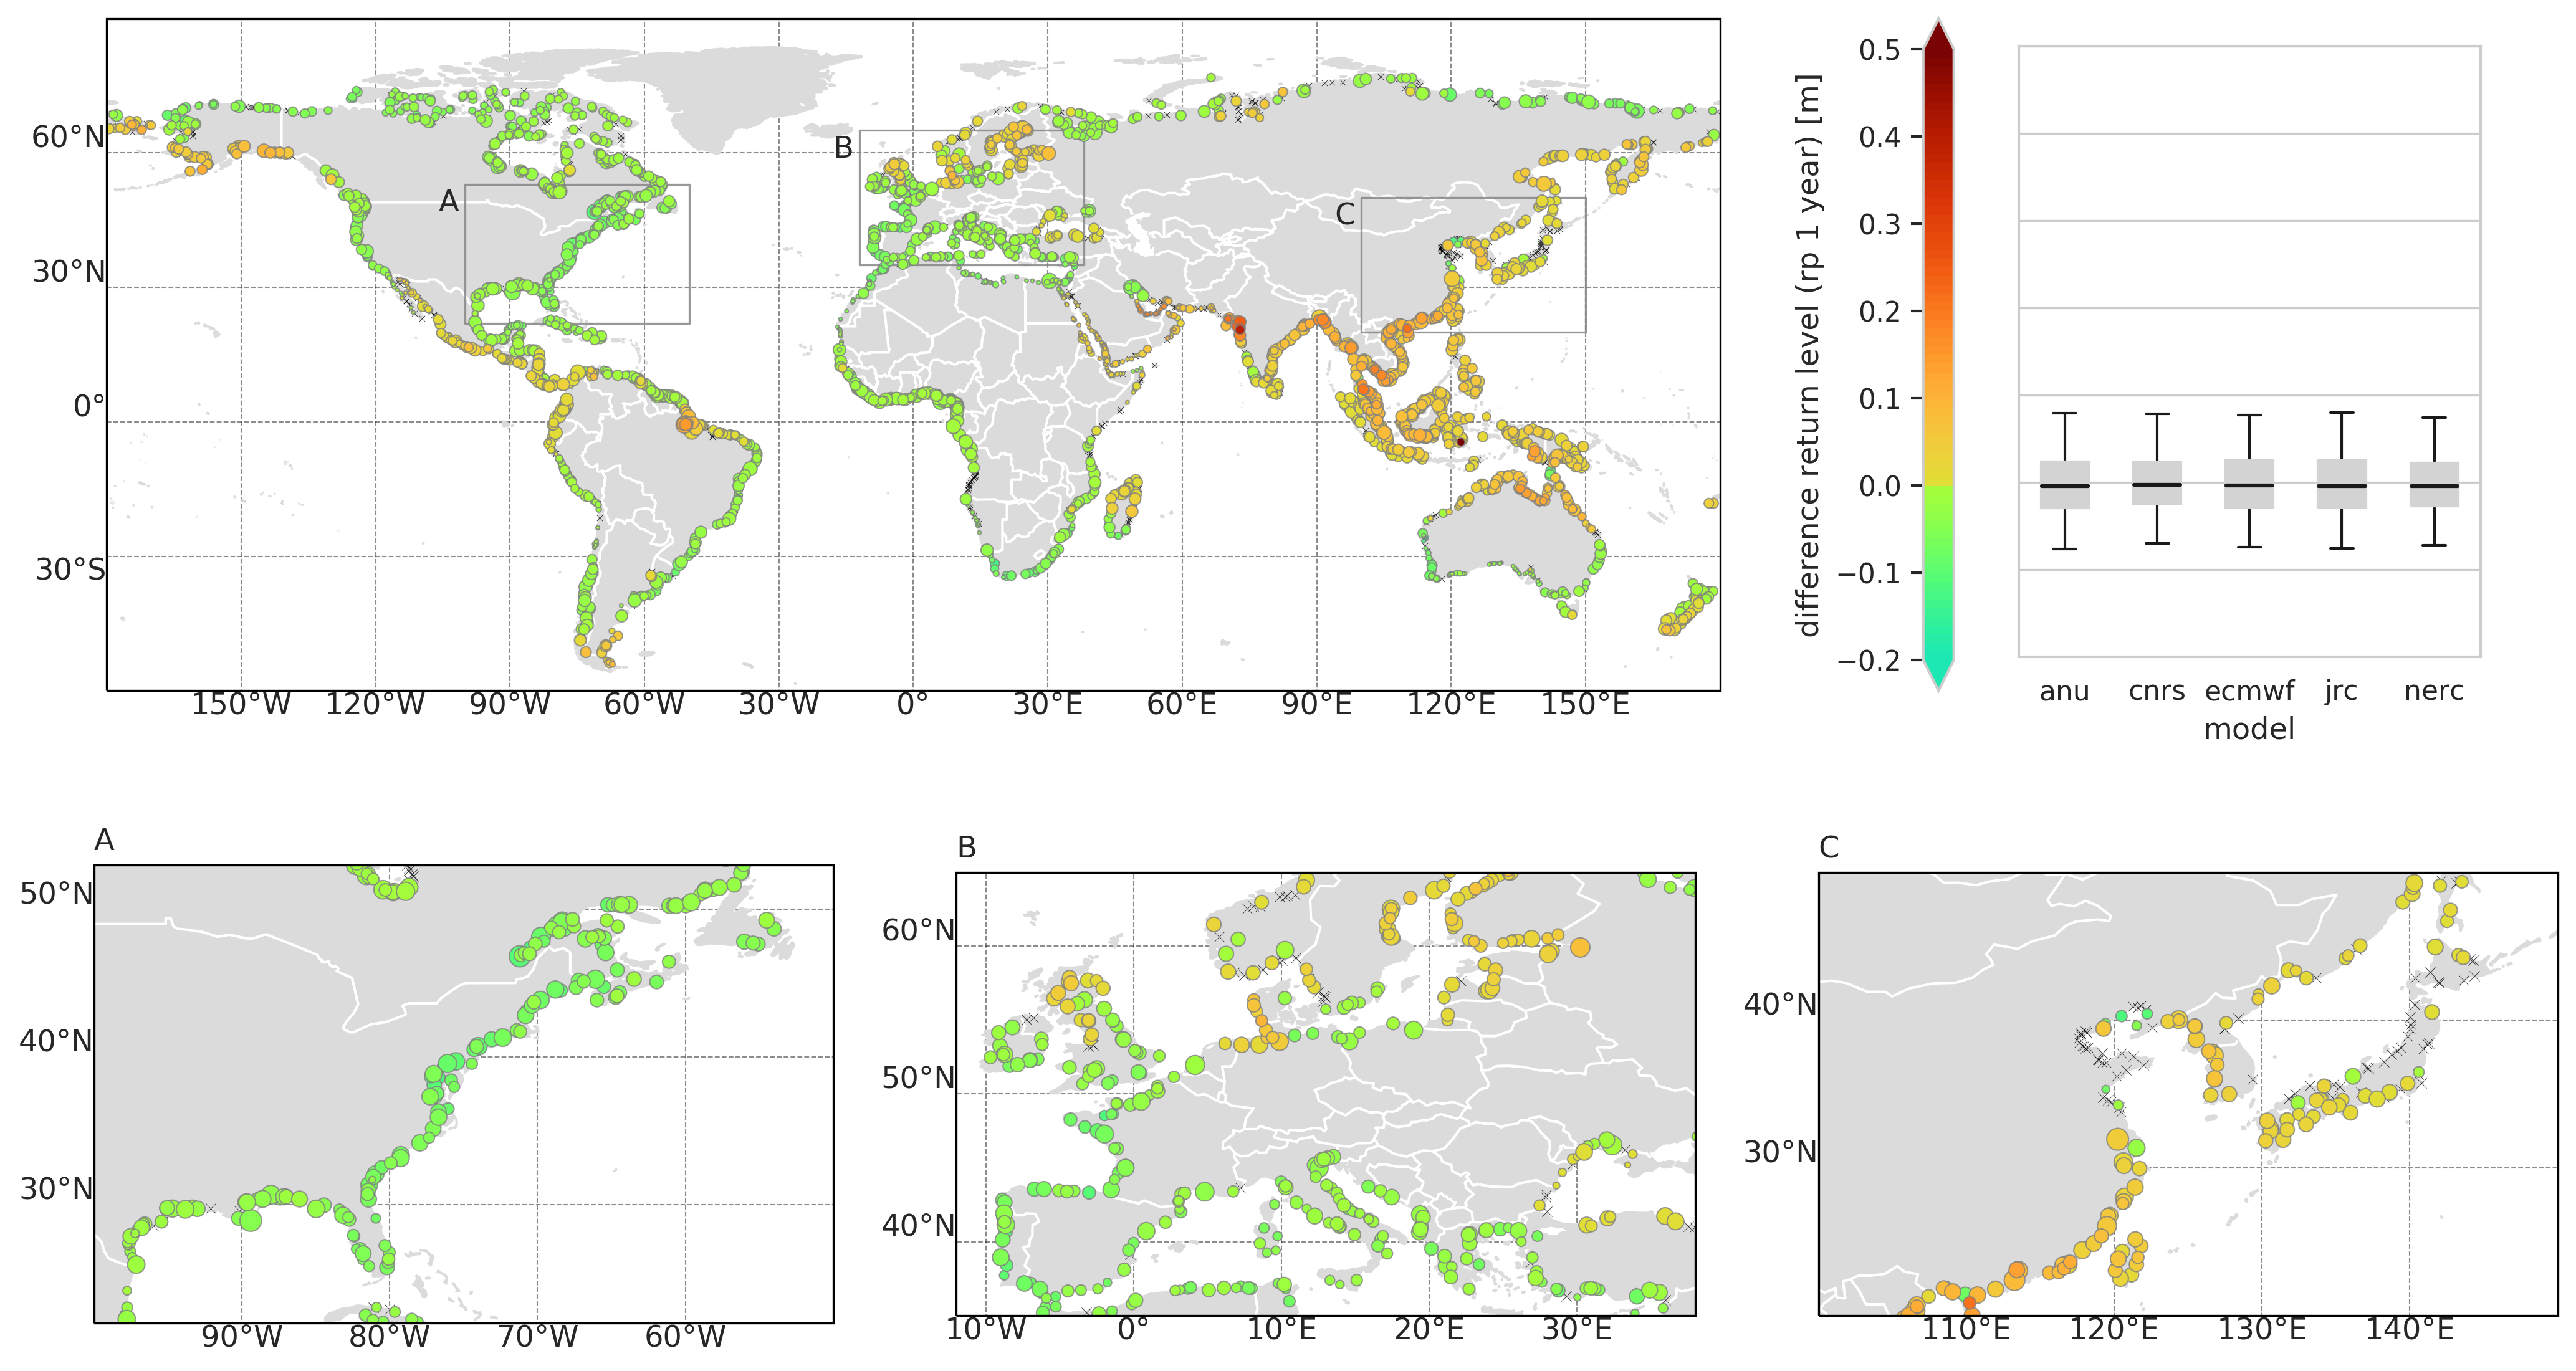 60°N
30°N
0°
30°S
150°W 120°W 90°W 60°W 30°W 0° 30°E 60°E 90°E 120°E 150°E
A
B
C
difference return level (rp 1 year) [m]
0.5
0.4
0.3
0.2
0.1
0.0
−0.1
−0.2
anu cnrs ecmwf jrc nerc
model
A
50°N
40°N
30°N
90°W 80°W 70°W 60°W
B
60°N
50°N
40°N
10°W 0° 10°E 20°E 30°E
C
40°N
30°N
110°E 120°E 130°E 140°E